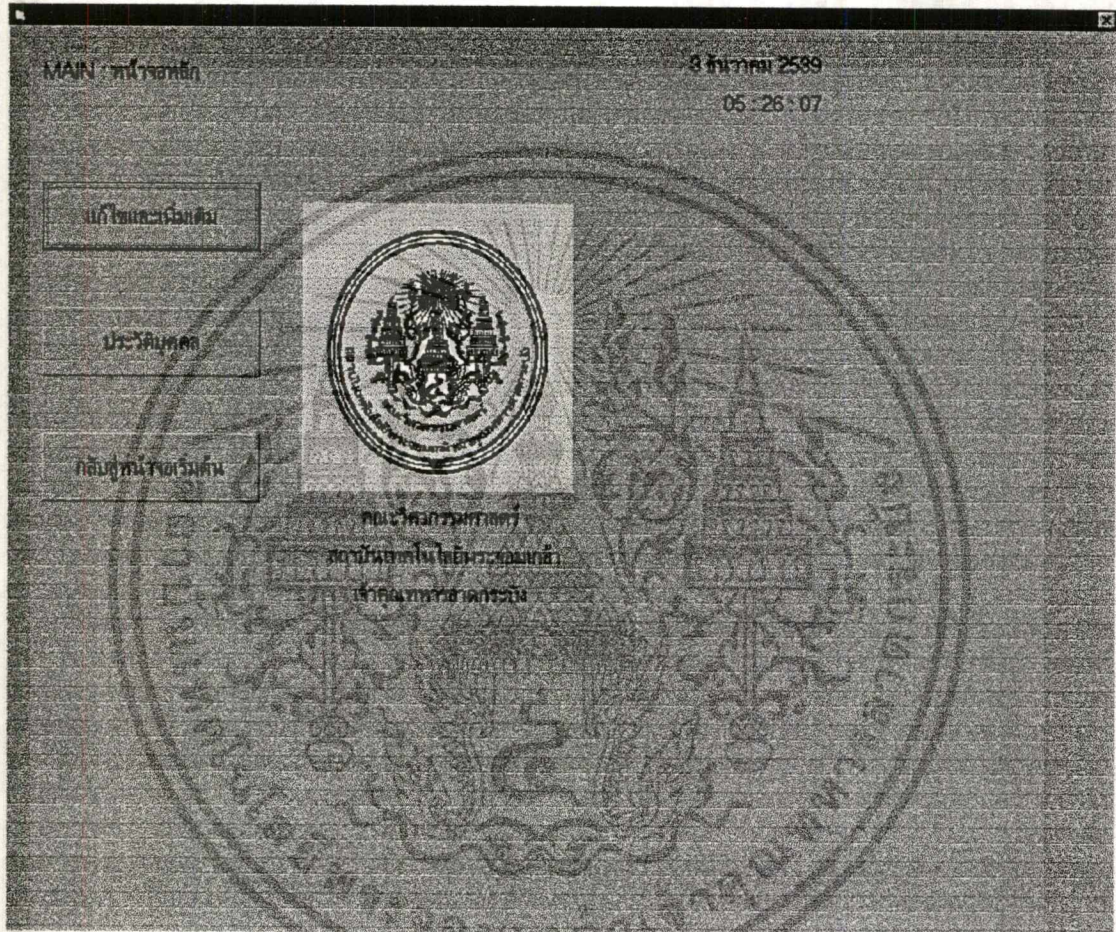 MAIN : หน้าจอหลัก
3 ธันวาคม 2539
05 : 26 : 07
แก้ไขและเพิ่มเติม
ประวัติบุคคล
กลับสู่หน้าจอเริ่มต้น
คณะวิศวกรรมศาสตร์
สถาบันเทคโนโลยีพระจอมเกล้า
เจ้าคุณทหารลาดกระบัง